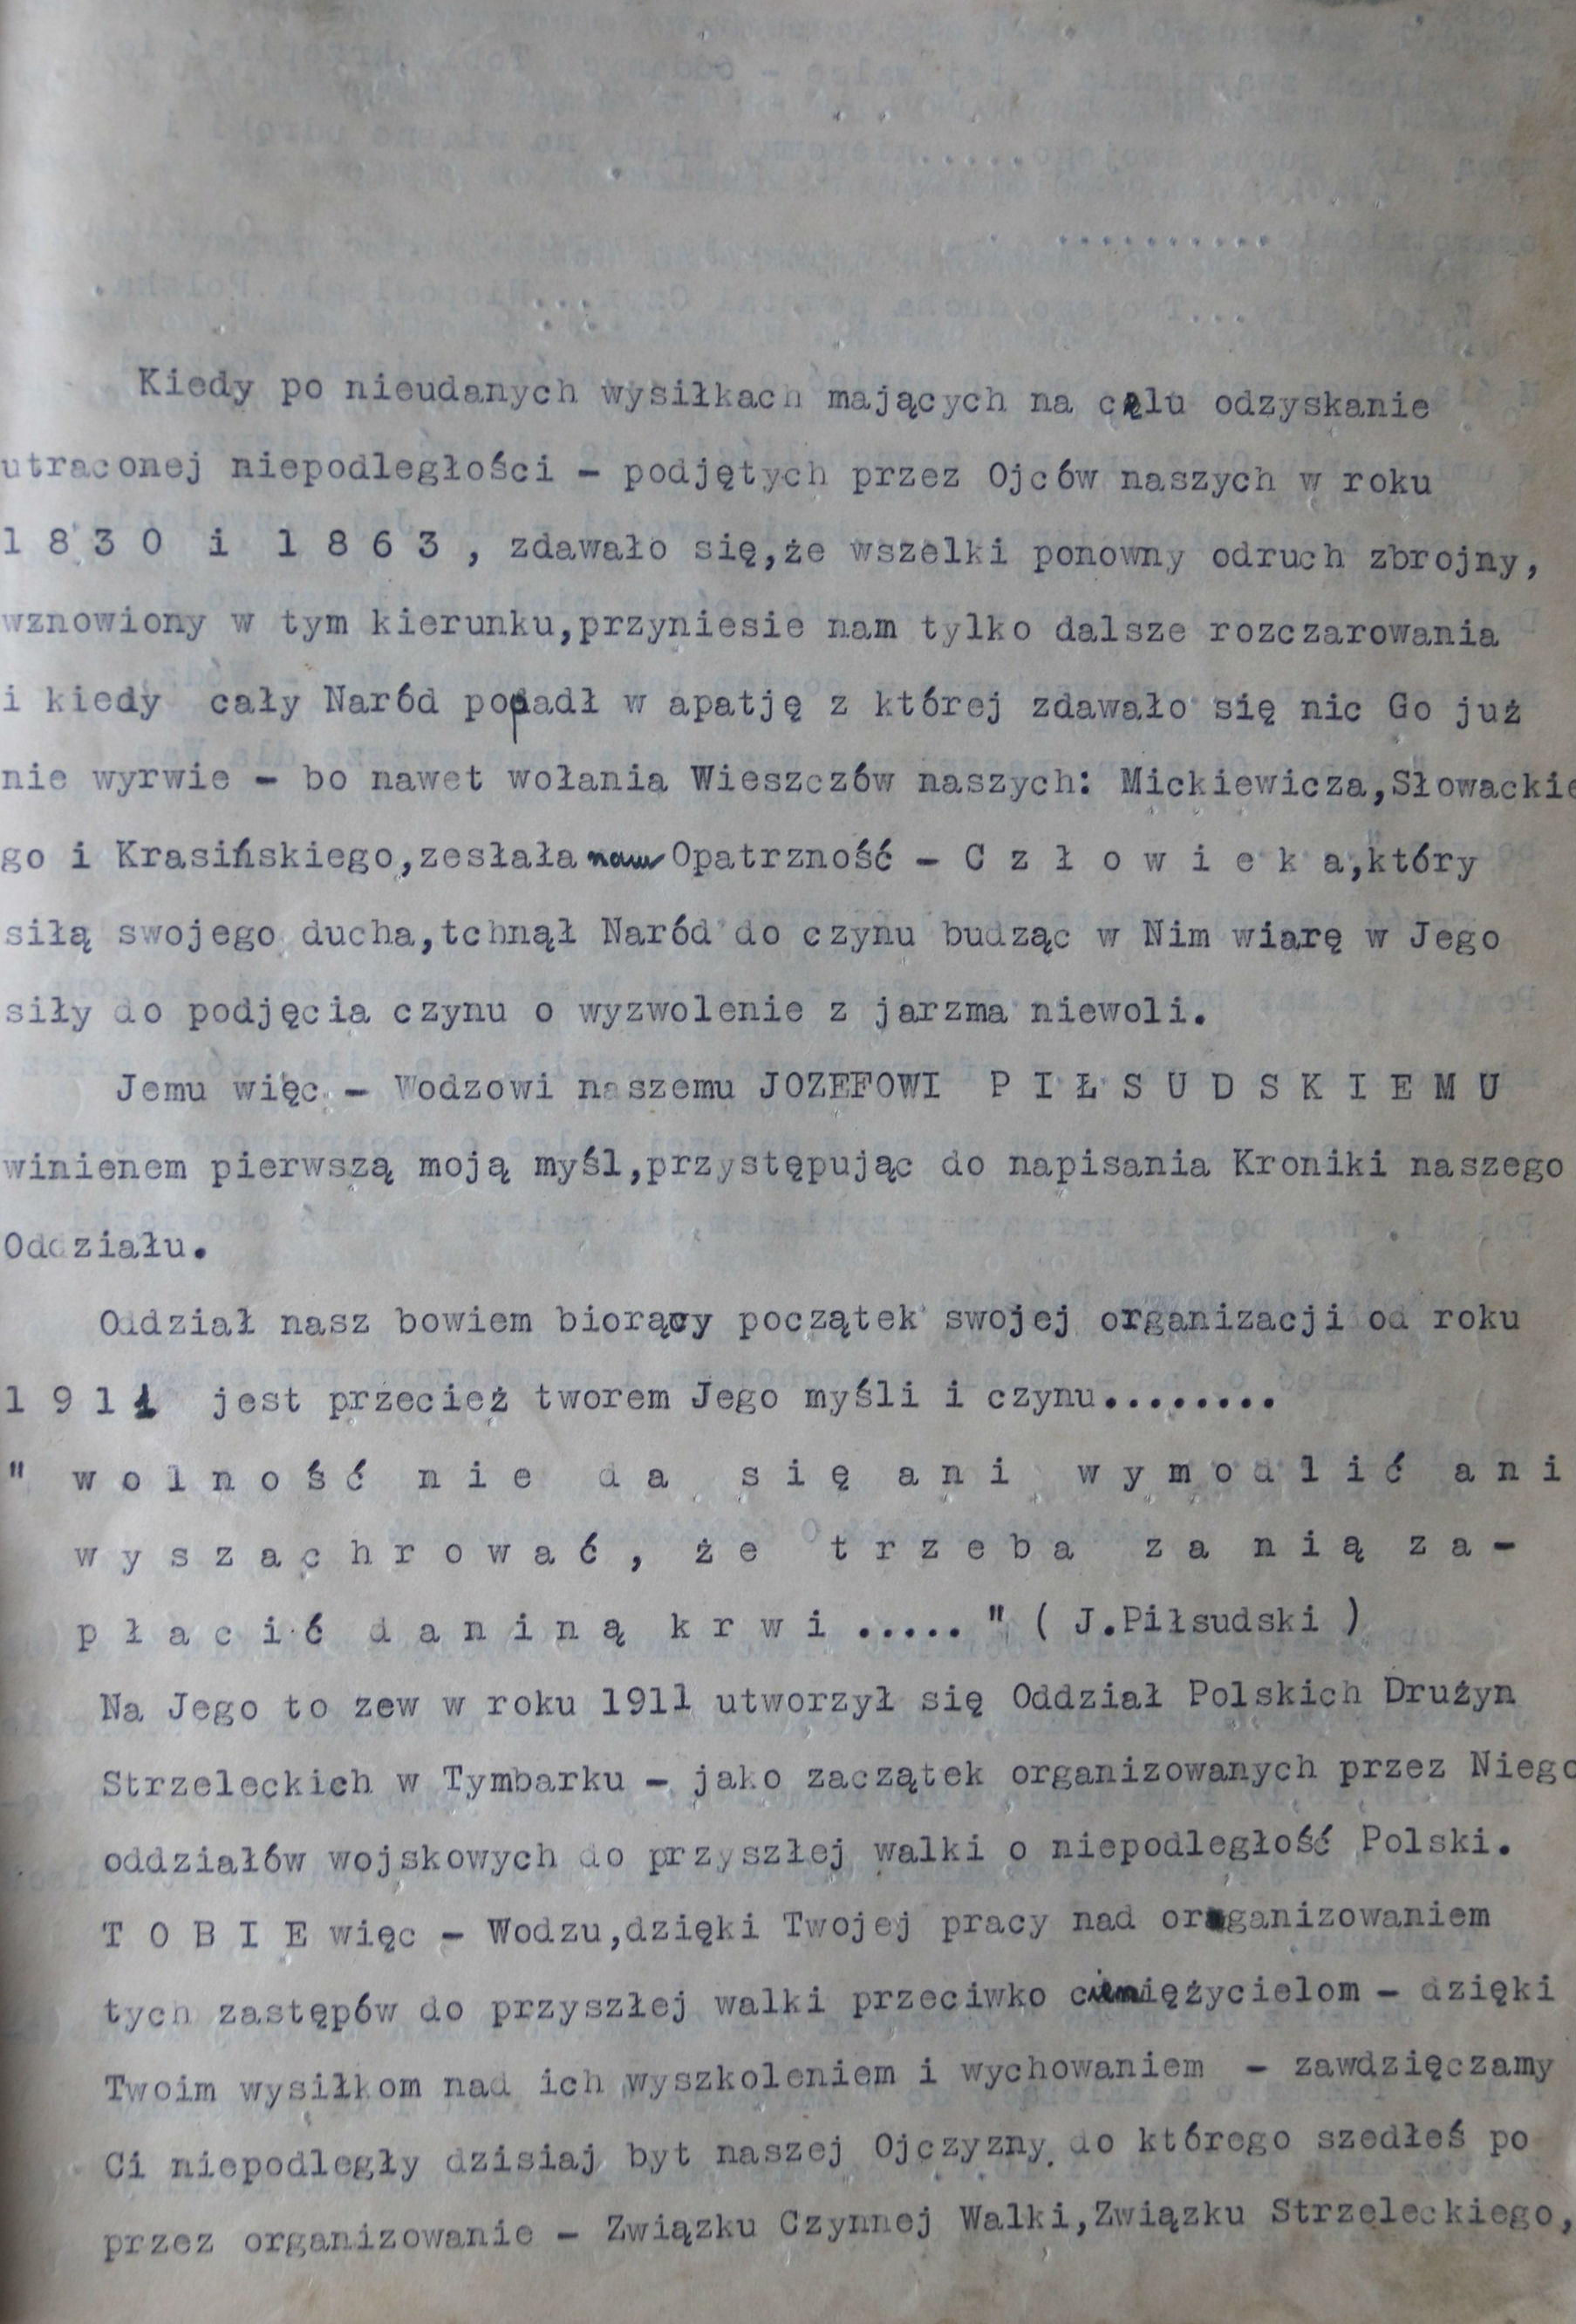 Kiedy po nieudanych wysiłkach mających na celu odzyskanie
utraconej niepodległości - podjętych przez Ojców naszych w roku
1 8 3 0  i  1 8 6 3 , zdawało się,że wszelki ponowny odruch zbrojny,
wznowiony w tym kierunku,przyniesie nam tylko dalsze rozczarowania
i kiedy cały Naród popadł w apatję z której zdawało się nic Go już
nie wyrwie - bo nawet wołania Wieszczów naszych: Mickiewicza,Słowackie
go i Krasińskiego,zesłała nam Opatrzność - C z ł o w i e k a,który
siłą swojego ducha,tchnął Naród do czynu budząc w Nim wiarę w Jego
siły do podjęcia czynu o wyzwolenie z jarzma niewoli.
Jemu więc - Wodzowi naszemu JOZEFOWI P I Ł S U D S K I E M U
winienem pierwszą moją myśl,przystępując do napisania Kroniki naszego
Oddziału.
Oddział nasz bowiem biorący początek swojej organizacji od roku
1 9 1 1 jest przecież tworem Jego myśli i czynu........
" w o l n o ś ć  n i e  d a  s i ę  a n i  w y m o d l i ć  a n i
w y s z a c h r o w a ć , ż e  t r z e b a  z a  n i ą  z a -
p ł a c i ć  d a n i n ą  k r w i ..... " ( J.Piłsudski )
Na Jego to zew w roku 1911 utworzył się Oddział Polskich Drużyn
Strzeleckich w Tymbarku - jako zaczątek organizowanych przez Niego
oddziałów wojskowych do przyszłej walki o niepodległość Polski.
T O B I E więc - Wodzu,dzięki Twojej pracy nad organizowaniem
tych zastępów do przyszłej walki przeciwko ciemiężycielom - dzięki
Twoim wysiłkom nad ich wyszkoleniem i wychowaniem - zawdzięczamy
Ci niepodległy dzisiaj byt naszej Ojczyzny do którego szedłeś po
przez organizowanie - Związku Czynnej Walki,Związku Strzeleckiego,